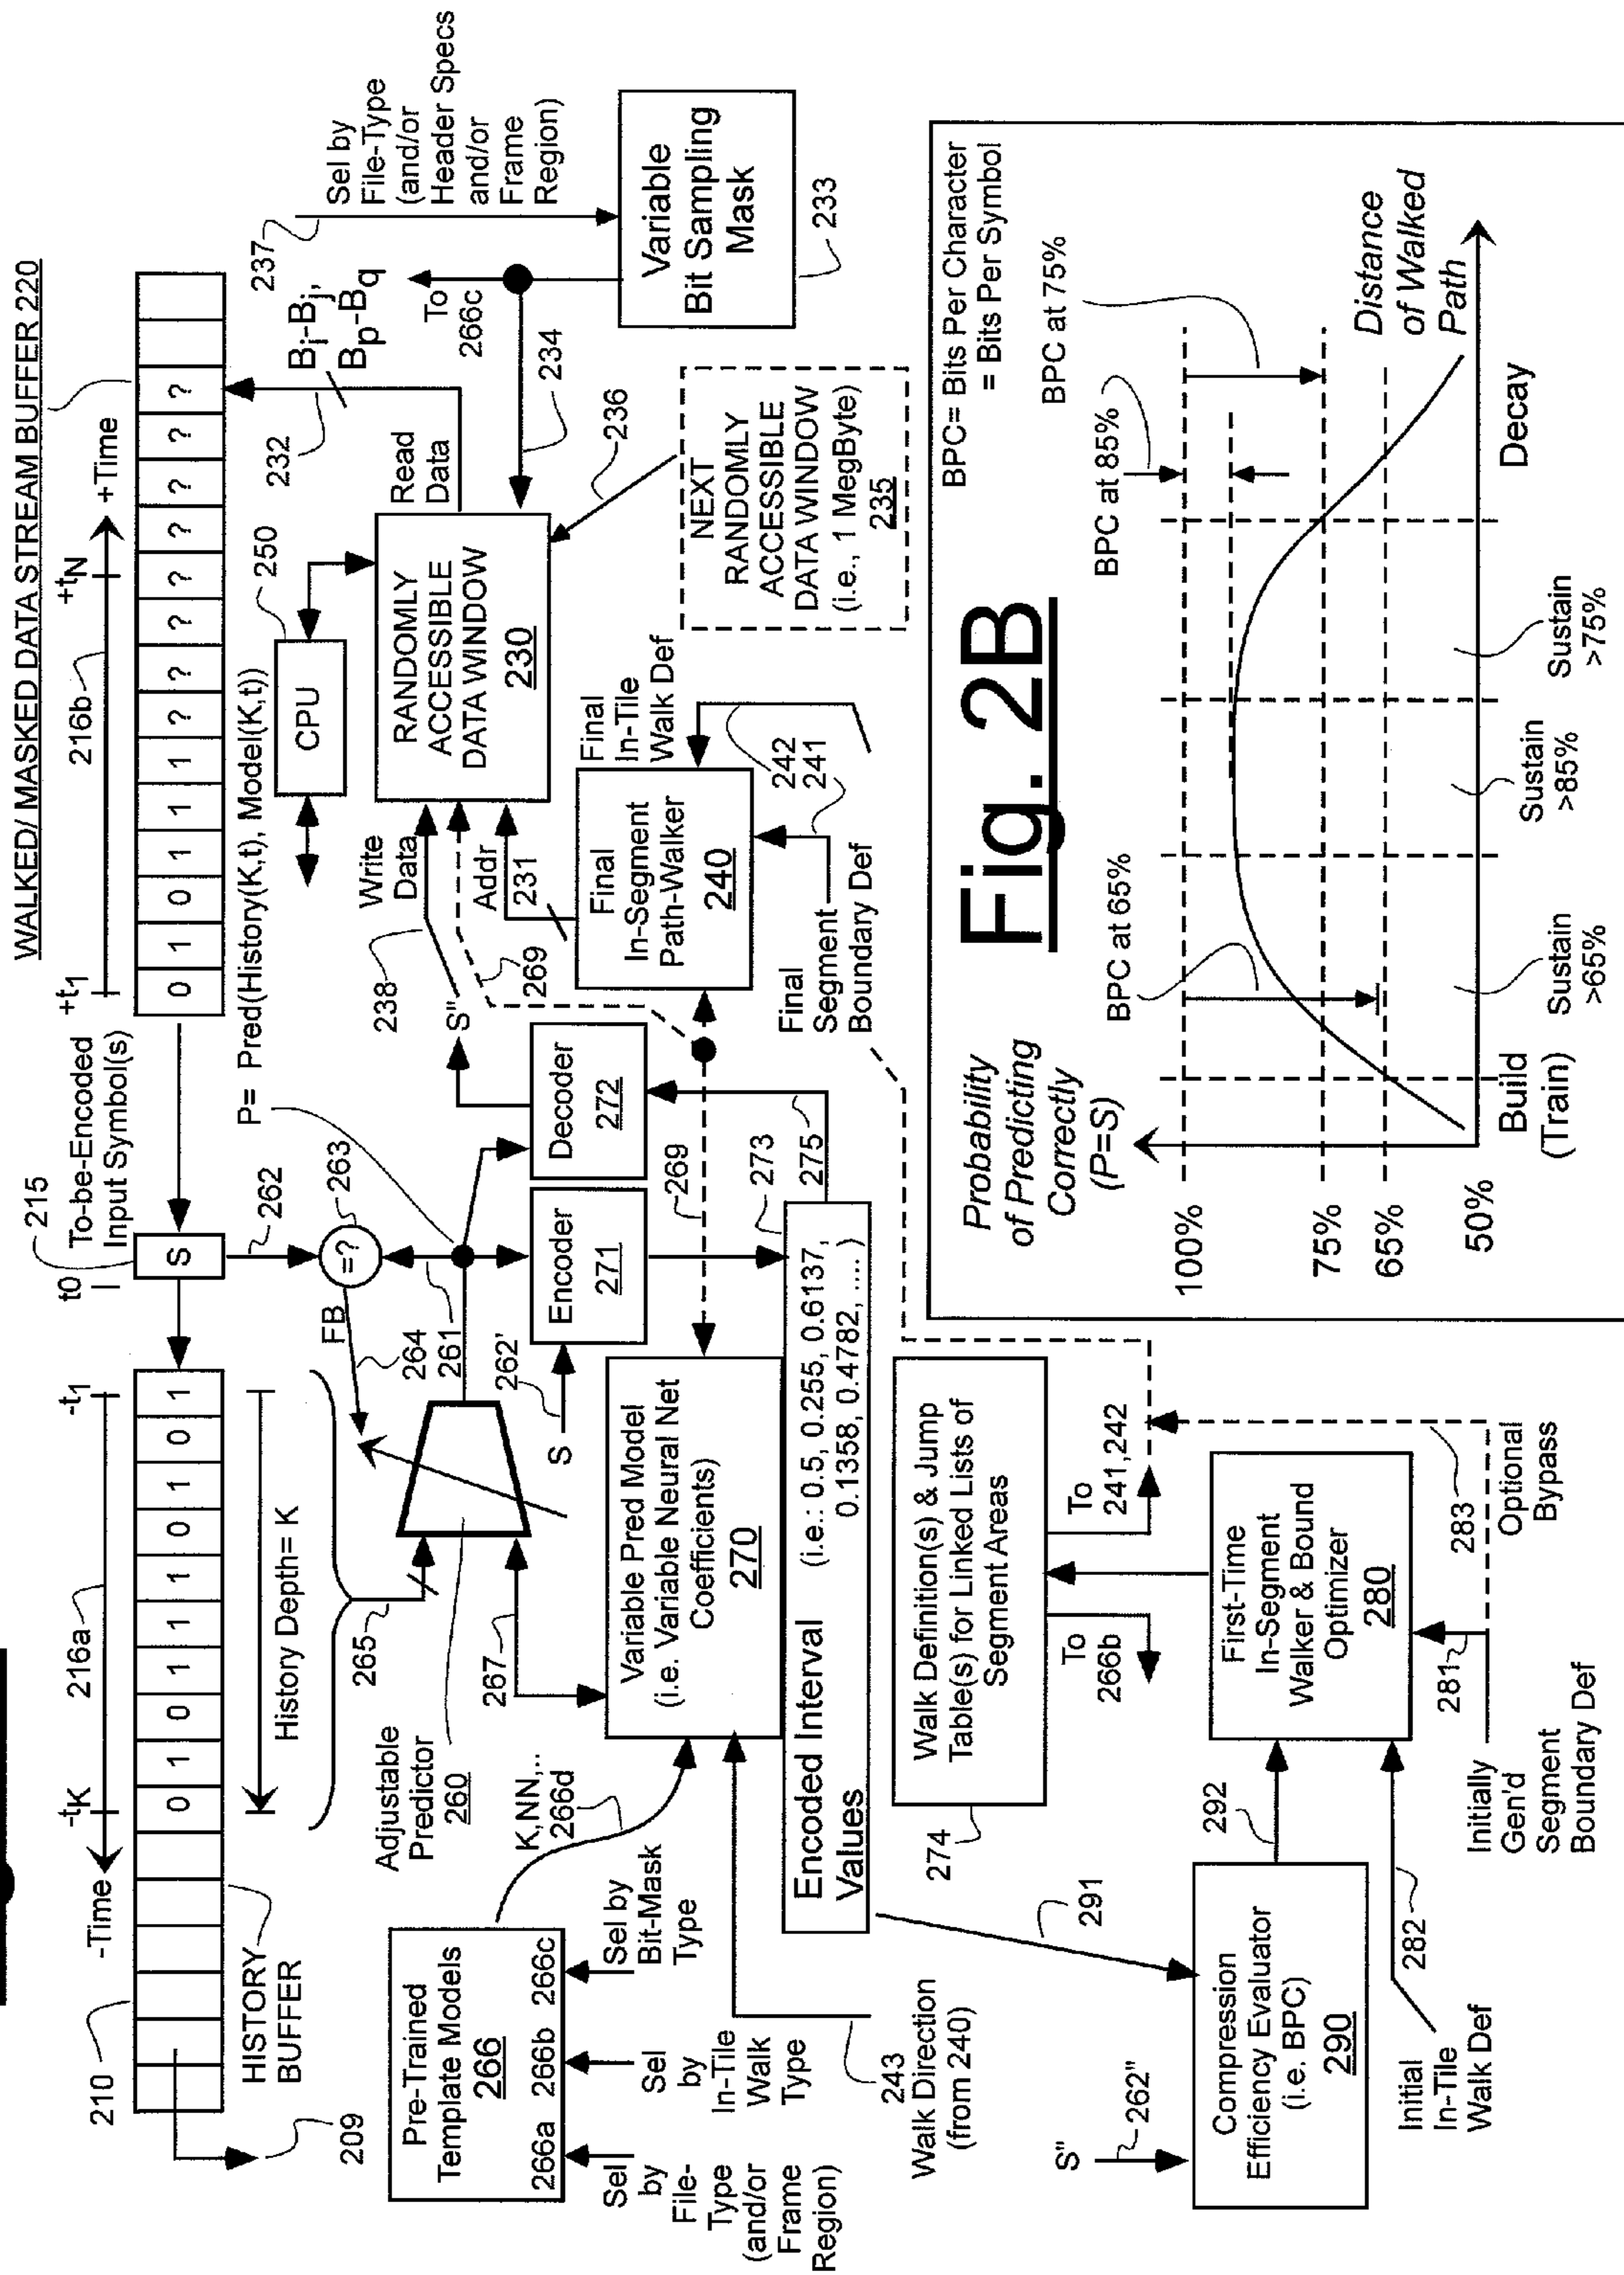 WALKED/ MASKED DATA STREAM BUFFER 220
-Time
-tK
216a
-t1
t0
215
To-be-Encoded
Input Symbol(s)
+t1
216b
+tN
+Time
210
0 1 0 1 1 1 0 1 0 1
S
0 1 0 1 1 1 ? ? ? ? ? ? ? ?
209
HISTORY
BUFFER
History Depth= K
262
FB
=?
263
264
261
265
P= Pred(History(K,t), Model(K,t))
CPU
250
232
Bi-Bj,
Bp-Bq
237
Sel by
File-Type
(and/or
Header Specs
and/or
Frame
Region)
To
266c
Read
Data
234
236
Variable
Bit Sampling
Mask
233
RANDOMLY
ACCESSIBLE
DATA WINDOW
230
NEXT
RANDOMLY
ACCESSIBLE
DATA WINDOW
(i.e., 1 MegByte)
235
Write
Data
238
S"
269
Addr
231
Final
In-Segment
Path-Walker
240
Final
In-Tile
Walk Def
242
241
Final
Segment
Boundary Def
Adjustable
Predictor
260
267
262'
S
Encoder
271
Decoder
272
269
273
275
Pre-Trained
Template Models
266
266a 266b 266c
K,NN,..
266d
Sel
by
File-
Type
(and/or
Frame
Region)
Sel
by
In-Tile
Walk
Type
Sel by
Bit-Mask
Type
Variable Pred Model
(i.e. Variable Neural Net
Coefficients)
270
243
Walk Direction
(from 240)
Encoded Interval
Values
(i.e.: 0.5, 0.255, 0.6137,
0.1358, 0.4782, .... )
291
274
Walk Definition(s) & Jump
Table(s) for Linked Lists of
Segment Areas
To
266b
To
241,242
S"
262"
Compression
Efficiency Evaluator
(i.e. BPC)
290
292
282
Initial
In-Tile
Walk Def
First-Time
In-Segment
Walker & Bound
Optimizer
280
281
Initially
Gen'd
Segment
Boundary Def
283
Optional
Bypass
Fig. 2B
BPC= Bits Per Character
= Bits Per Symbol
Probability
of Predicting
Correctly
(P=S)
BPC at 65%
BPC at 85%
BPC at 75%
100%
75%
65%
50%
Distance
of Walked
Path
Build
(Train)
Sustain
>65%
Sustain
>85%
Sustain
>75%
Decay